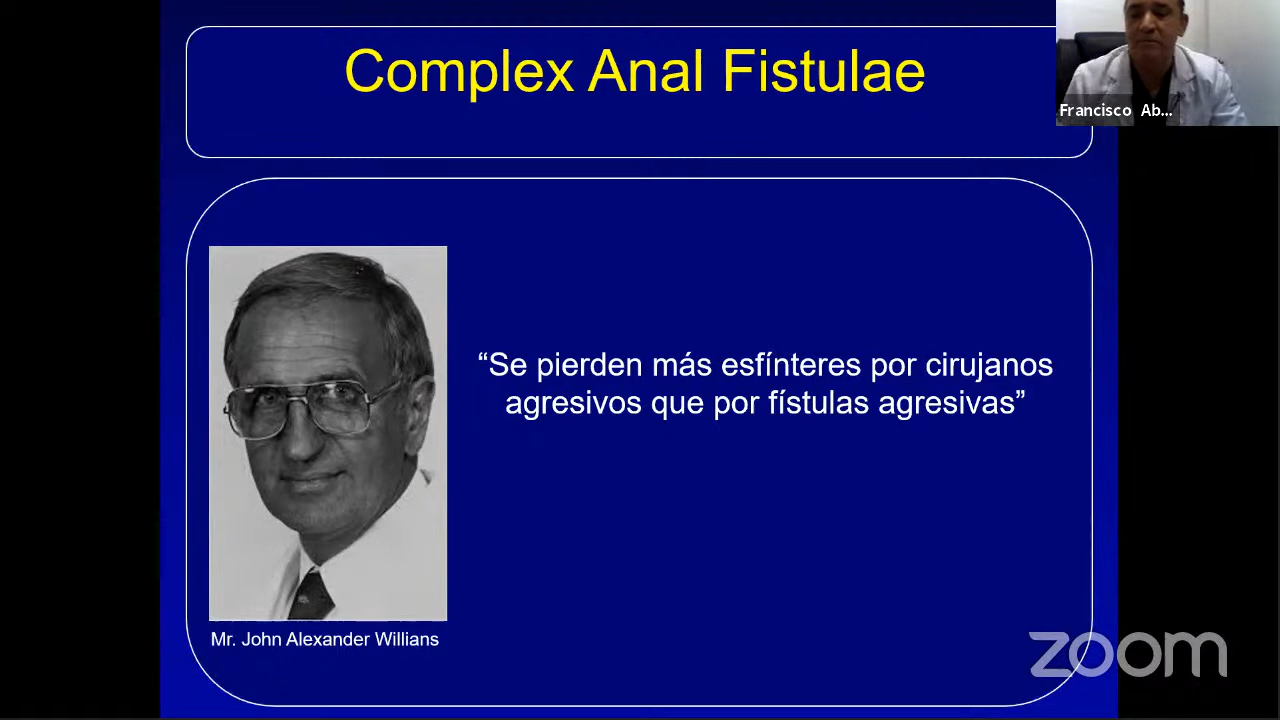 Complex Anal Fistulae
Francisco Ab...
“Se pierden más esfínteres por cirujanos
agresivos que por fístulas agresivas”
Mr. John Alexander Willians
zoom